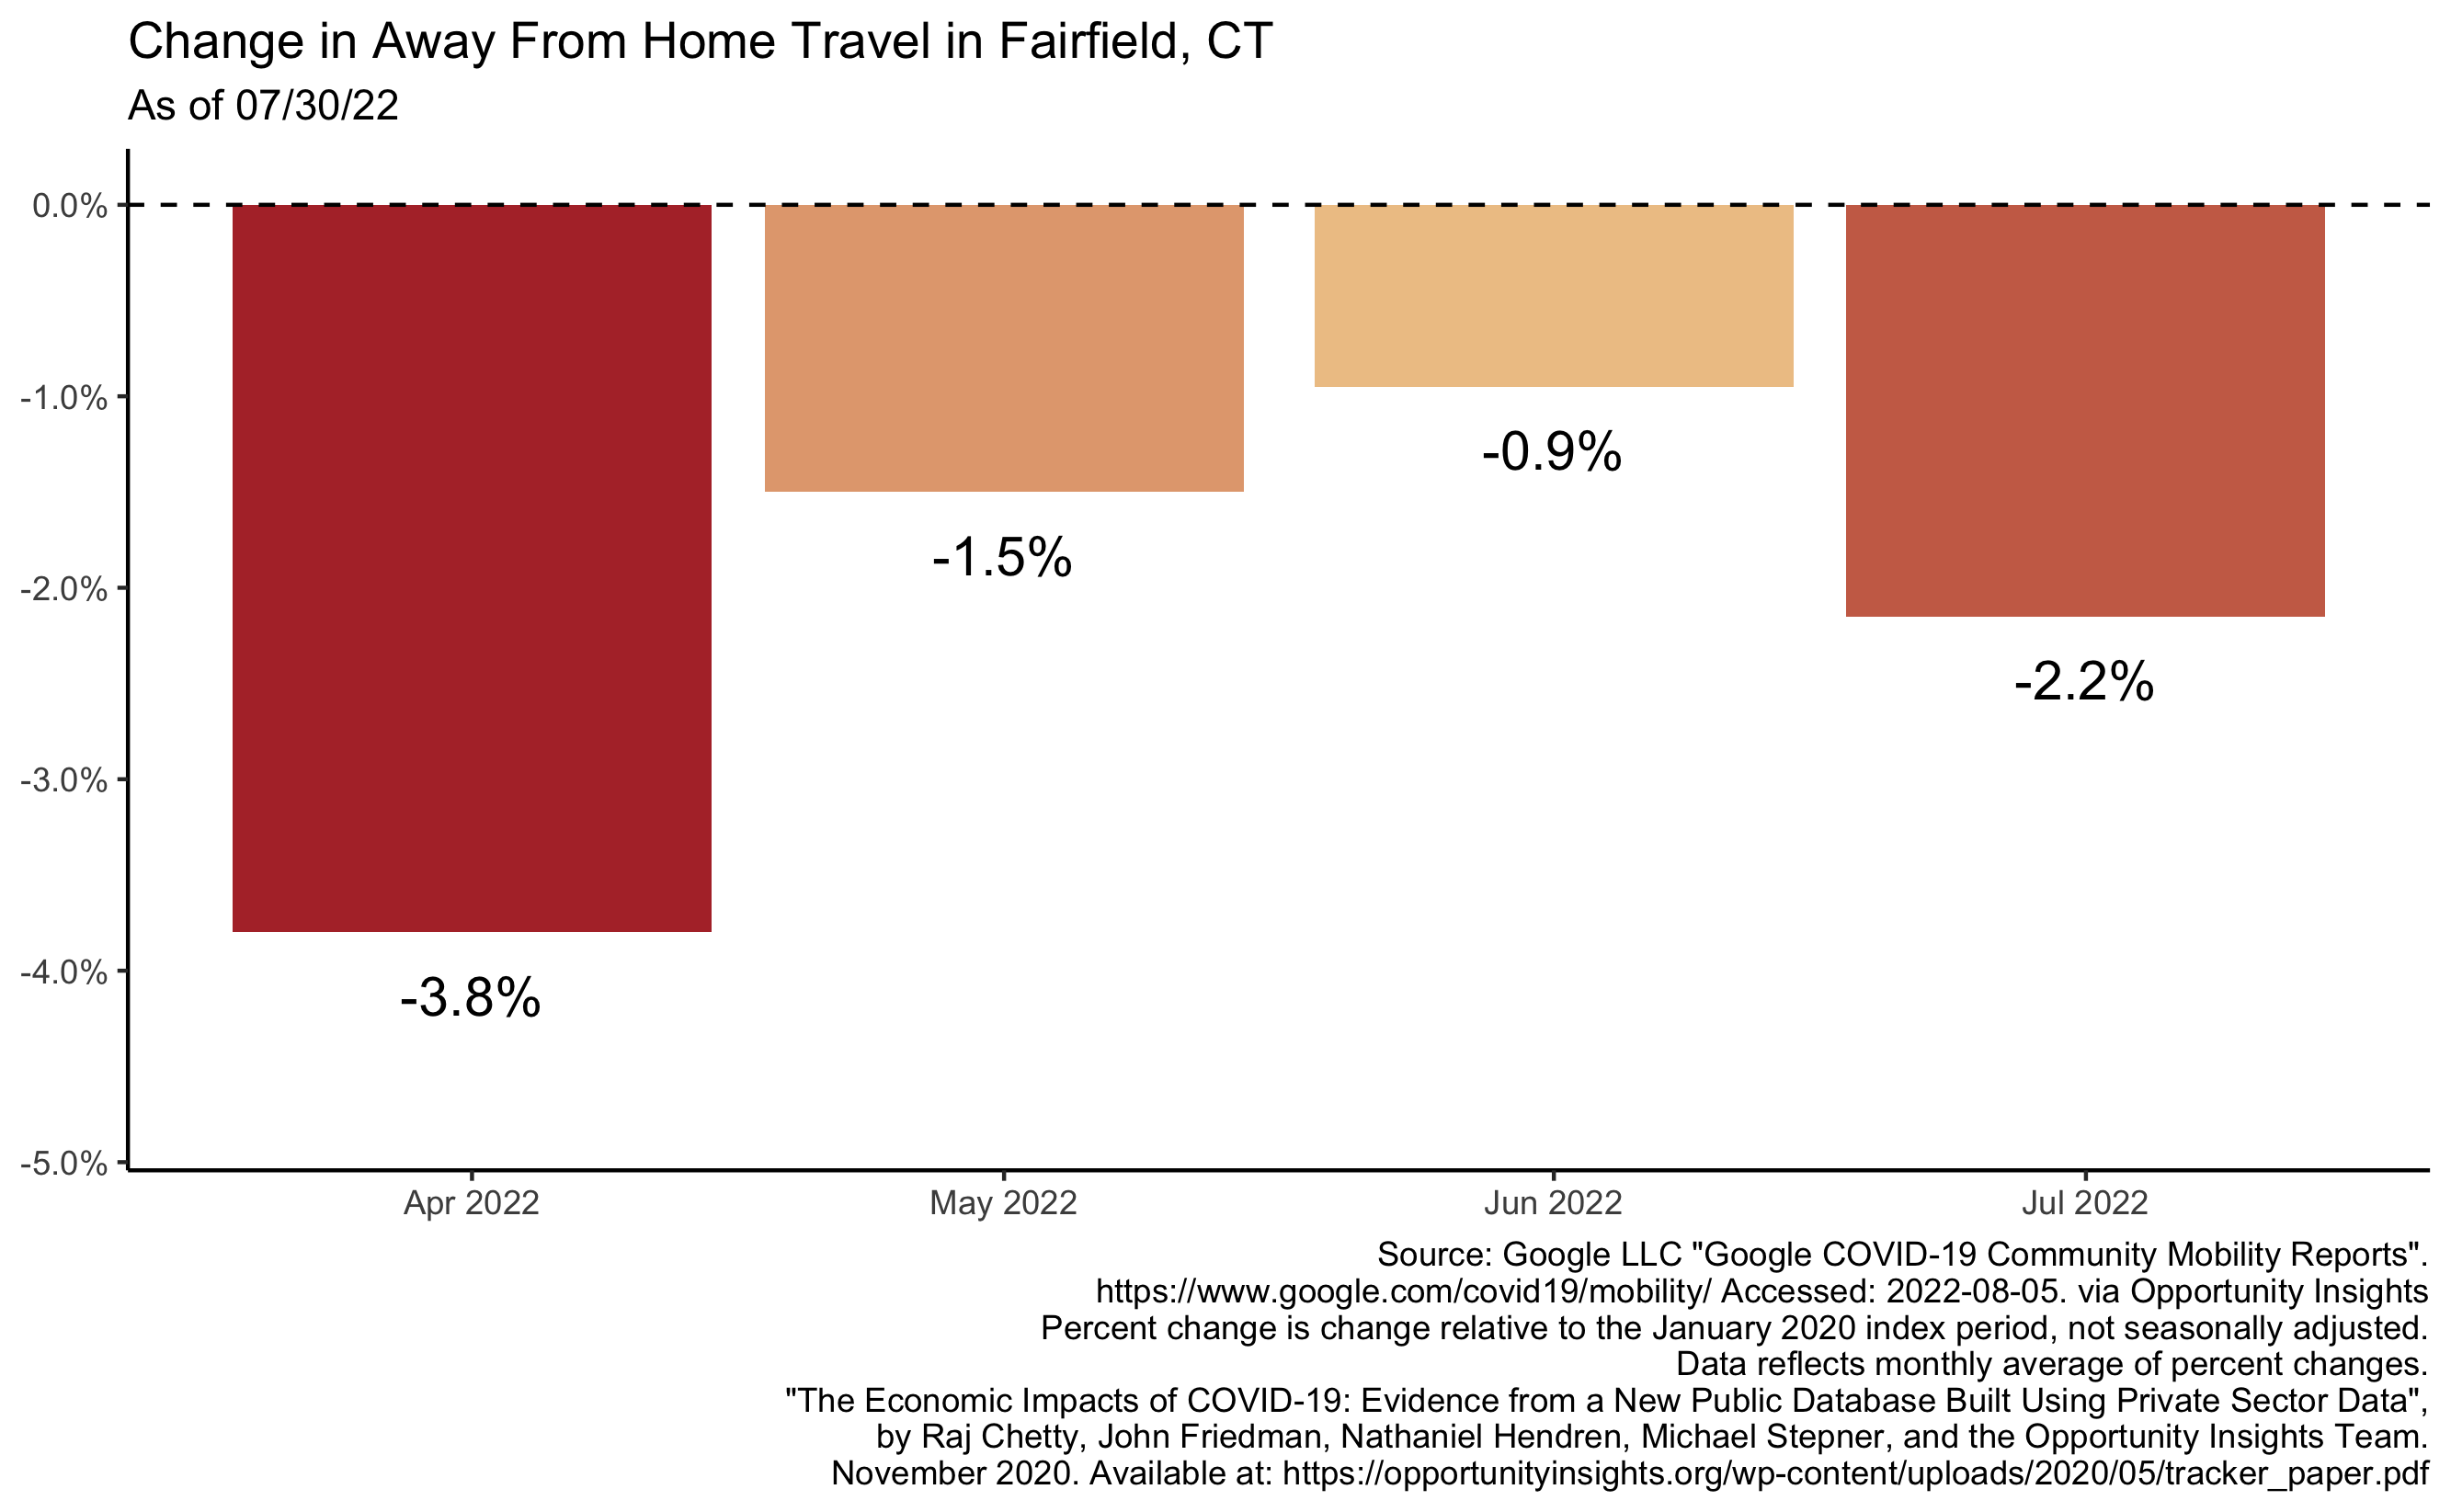 Change in Away From Home Travel in Fairfield, CT
As of 07/30/22
0.0%
-1.0%
-2.0%
-3.0%
-4.0%
-5.0%
-3.8%
-1.5%
-0.9%
-2.2%
Apr 2022
May 2022
Jun 2022
Jul 2022
Source: Google LLC "Google COVID-19 Community Mobility Reports".
https://www.google.com/covid19/mobility/ Accessed: 2022-08-05. via Opportunity Insights
Percent change is change relative to the January 2020 index period, not seasonally adjusted.
Data reflects monthly average of percent changes.
"The Economic Impacts of COVID-19: Evidence from a New Public Database Built Using Private Sector Data",
by Raj Chetty, John Friedman, Nathaniel Hendren, Michael Stepner, and the Opportunity Insights Team.
November 2020. Available at: https://opportunityinsights.org/wp-content/uploads/2020/05/tracker_paper.pdf